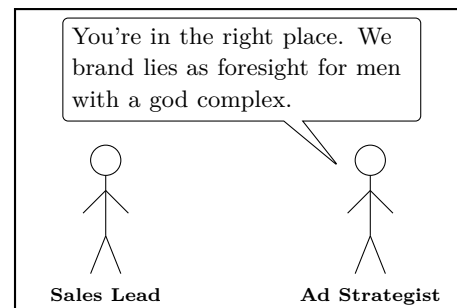 You're in the right place. We
brand lies as foresight for men
with a god complex.
Sales Lead
Ad Strategist